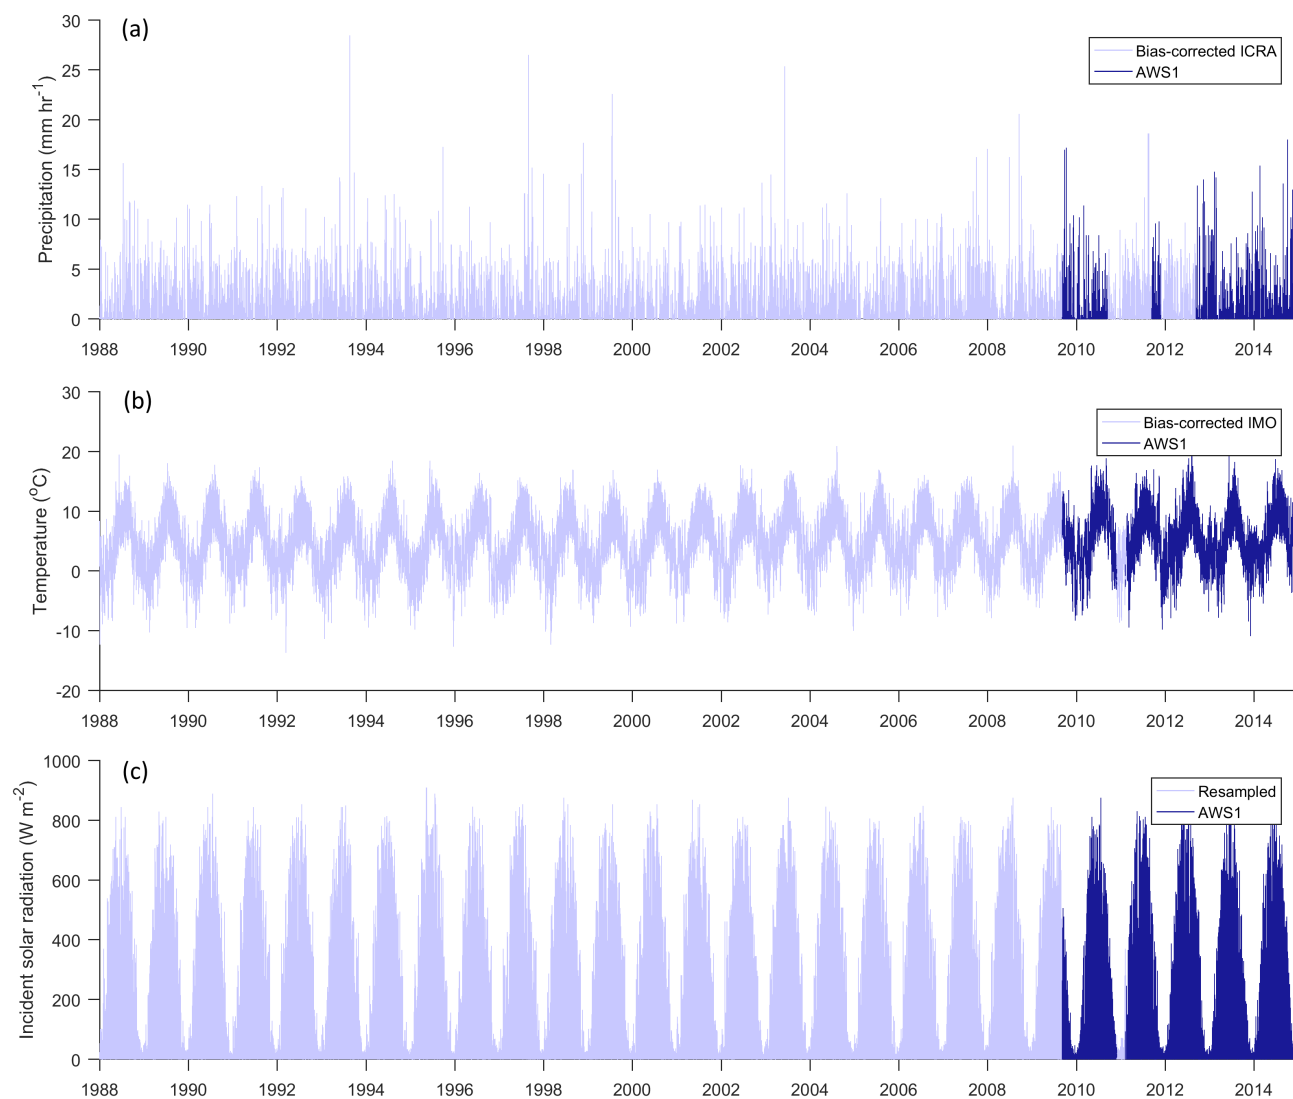 (a)
Precipitation (mm hr-1)
30
25
20
15
10
5
0
Bias-corrected ICRA
AWS1
1988 1990 1992 1994 1996 1998 2000 2002 2004 2006 2008 2010 2012 2014
(b)
Temperature (oC)
30
20
10
0
-10
-20
Bias-corrected IMO
AWS1
1988 1990 1992 1994 1996 1998 2000 2002 2004 2006 2008 2010 2012 2014
(c)
Incident solar radiation (W m-2)
1000
800
600
400
200
0
Resampled
AWS1
1988 1990 1992 1994 1996 1998 2000 2002 2004 2006 2008 2010 2012 2014